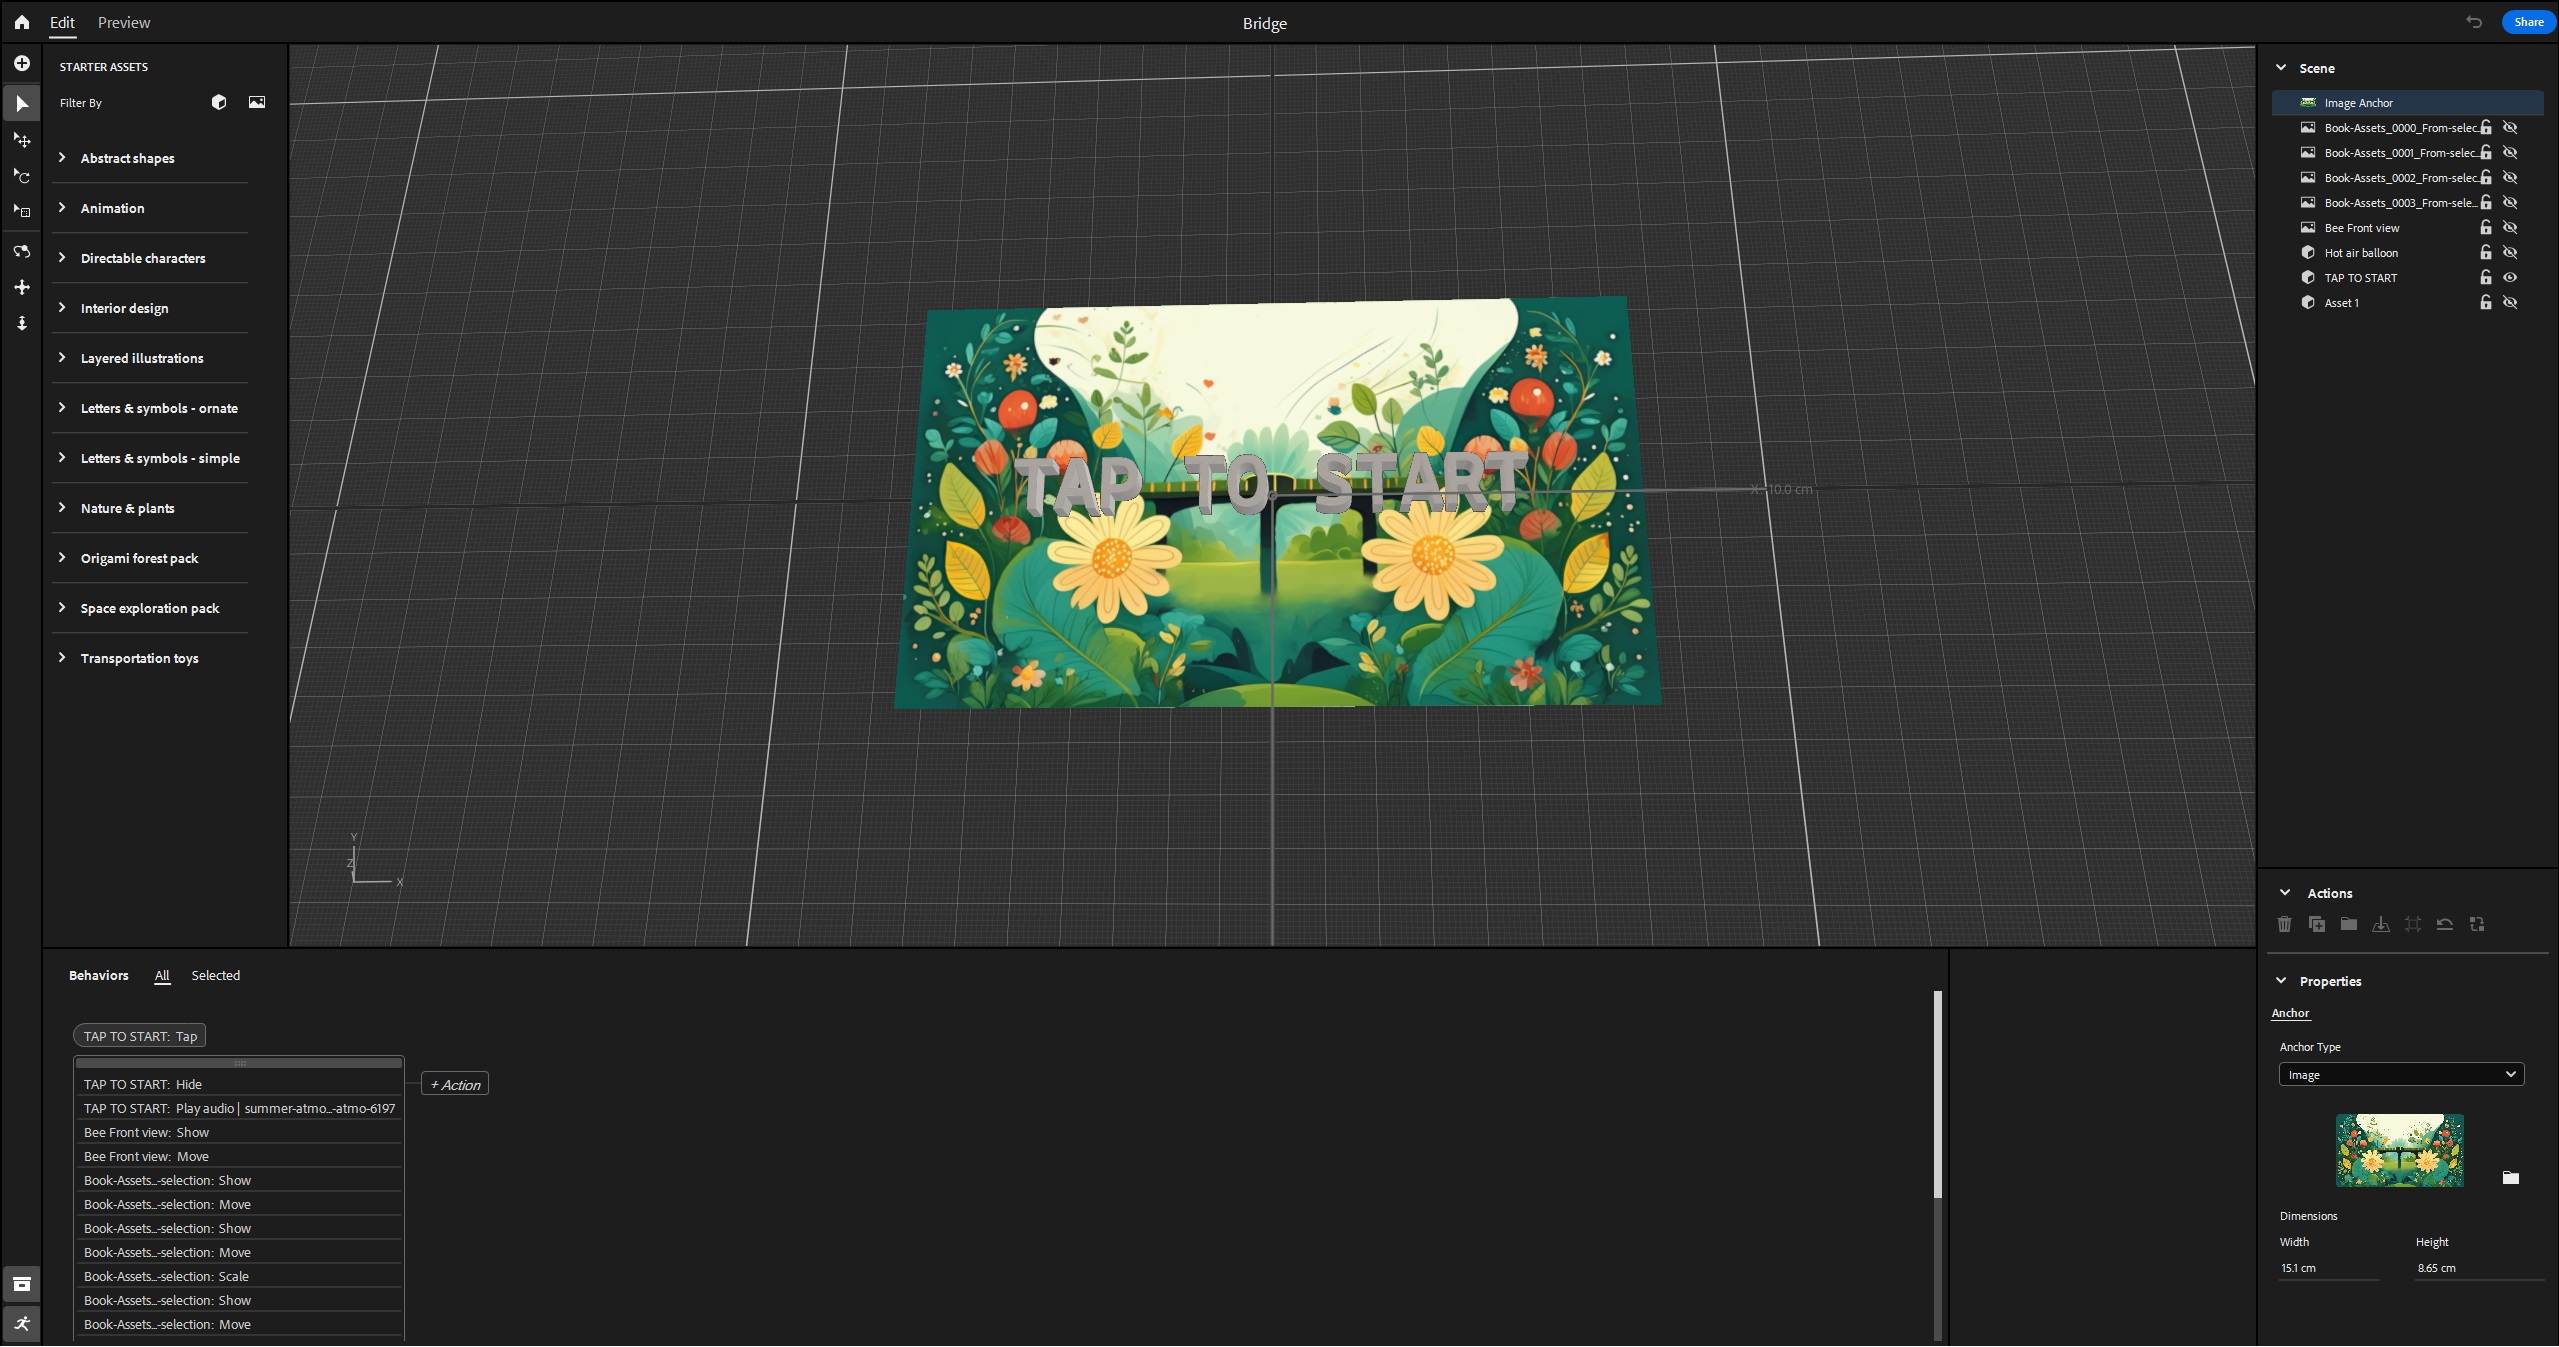 Edit Preview Bridge Share
STARTER ASSETS
Filter By
Abstract shapes
Animation
Directable characters
Interior design
Layered illustrations
Letters & symbols - ornate
Letters & symbols - simple
Nature & plants
Origami forest pack
Space exploration pack
Transportation toys
TAP TO START
X: 10.0 cm
Y
Z
X
Scene
Image Anchor
Book-Assets_0000_From-selec...
Book-Assets_0001_From-selec...
Book-Assets_0002_From-selec...
Book-Assets_0003_From-sele...
Bee Front view
Hot air balloon
TAP TO START
Asset 1
Behaviors All Selected
TAP TO START: Tap
TAP TO START: Hide
+ Action
TAP TO START: Play audio | summer-atmo...-atmo-6197
Bee Front view: Show
Bee Front view: Move
Book-Assets...-selection: Show
Book-Assets...-selection: Move
Book-Assets...-selection: Show
Book-Assets...-selection: Move
Book-Assets...-selection: Scale
Book-Assets...-selection: Show
Book-Assets...-selection: Move
Actions
Properties
Anchor
Anchor Type
Image
Dimensions
Width Height
15.1 cm 8.65 cm